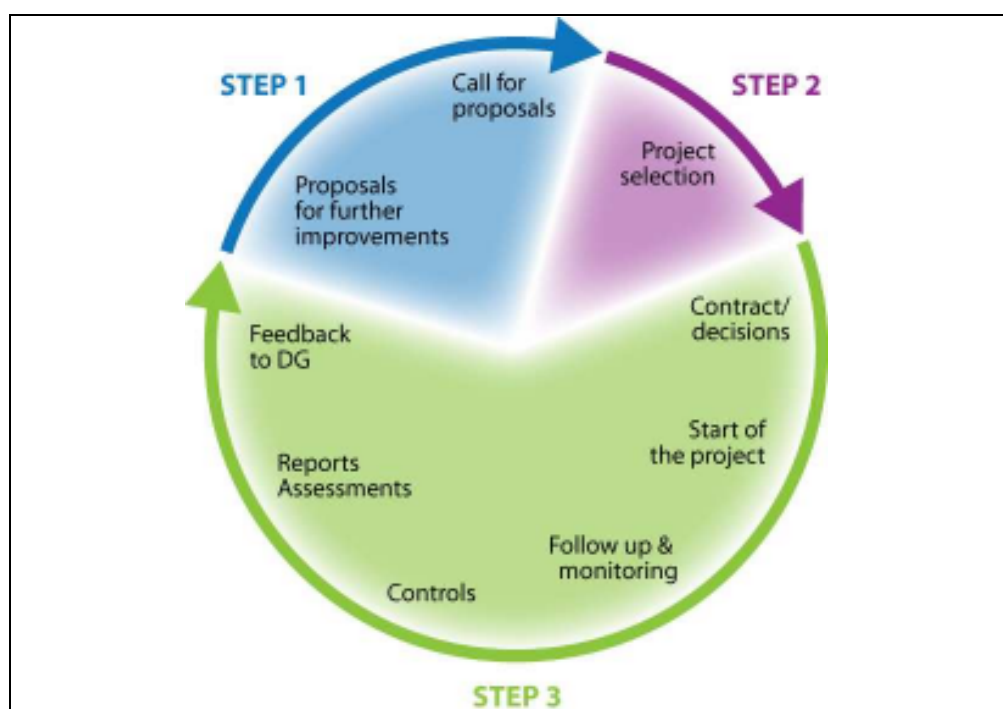 STEP 1
Call for
proposals
STEP 2
Project
selection
Proposals
for further
improvements
Contract/
decisions
Feedback
to DG
Start of
the project
Reports
Assessments
Follow up &
monitoring
Controls
STEP 3